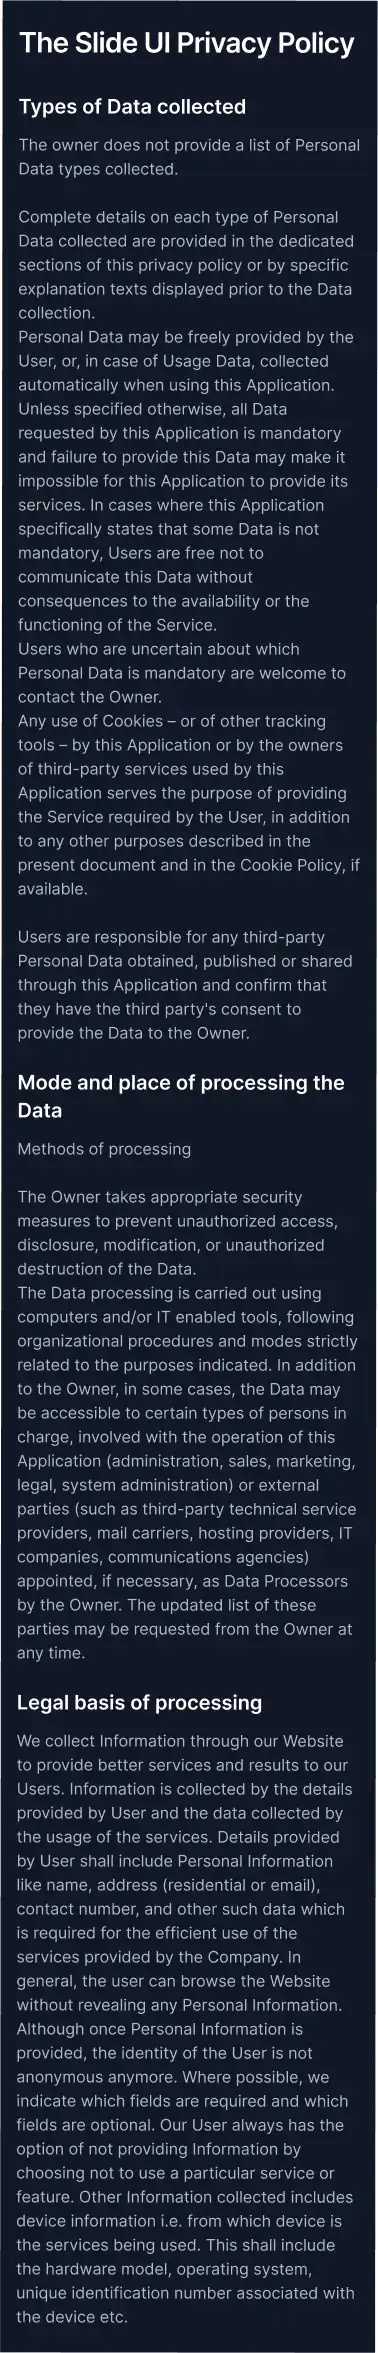 The Slide UI Privacy Policy
Types of Data collected
The owner does not provide a list of Personal
Data types collected.
Complete details on each type of Personal
Data collected are provided in the dedicated
sections of this privacy policy or by specific
explanation texts displayed prior to the Data
collection.
Personal Data may be freely provided by the
User, or, in case of Usage Data, collected
automatically when using this Application.
Unless specified otherwise, all Data
requested by this Application is mandatory
and failure to provide this Data may make it
impossible for this Application to provide its
services. In cases where this Application
specifically states that some Data is not
mandatory, Users are free not to
communicate this Data without
consequences to the availability or the
functioning of the Service.
Users who are uncertain about which
Personal Data is mandatory are welcome to
contact the Owner.
Any use of Cookies – or of other tracking
tools – by this Application or by the owners
of third-party services used by this
Application serves the purpose of providing
the Service required by the User, in addition
to any other purposes described in the
present document and in the Cookie Policy, if
available.
Users are responsible for any third-party
Personal Data obtained, published or shared
through this Application and confirm that
they have the third party's consent to
provide the Data to the Owner.
Mode and place of processing the
Data
Methods of processing
The Owner takes appropriate security
measures to prevent unauthorized access,
disclosure, modification, or unauthorized
destruction of the Data.
The Data processing is carried out using
computers and/or IT enabled tools, following
organizational procedures and modes strictly
related to the purposes indicated. In addition
to the Owner, in some cases, the Data may
be accessible to certain types of persons in
charge, involved with the operation of this
Application (administration, sales, marketing,
legal, system administration) or external
parties (such as third-party technical service
providers, mail carriers, hosting providers, IT
companies, communications agencies)
appointed, if necessary, as Data Processors
by the Owner. The updated list of these
parties may be requested from the Owner at
any time.
Legal basis of processing
We collect Information through our Website
to provide better services and results to our
Users. Information is collected by the details
provided by User and the data collected by
the usage of the services. Details provided
by User shall include Personal Information
like name, address (residential or email),
contact number, and other such data which
is required for the efficient use of the
services provided by the Company. In
general, the user can browse the Website
without revealing any Personal Information.
Although once Personal Information is
provided, the identity of the User is not
anonymous anymore. Where possible, we
indicate which fields are required and which
fields are optional. Our User always has the
option of not providing Information by
choosing not to use a particular service or
feature. Other Information collected includes
device information i.e. from which device is
the services being used. This shall include
the hardware model, operating system,
unique identification number associated with
the device etc.